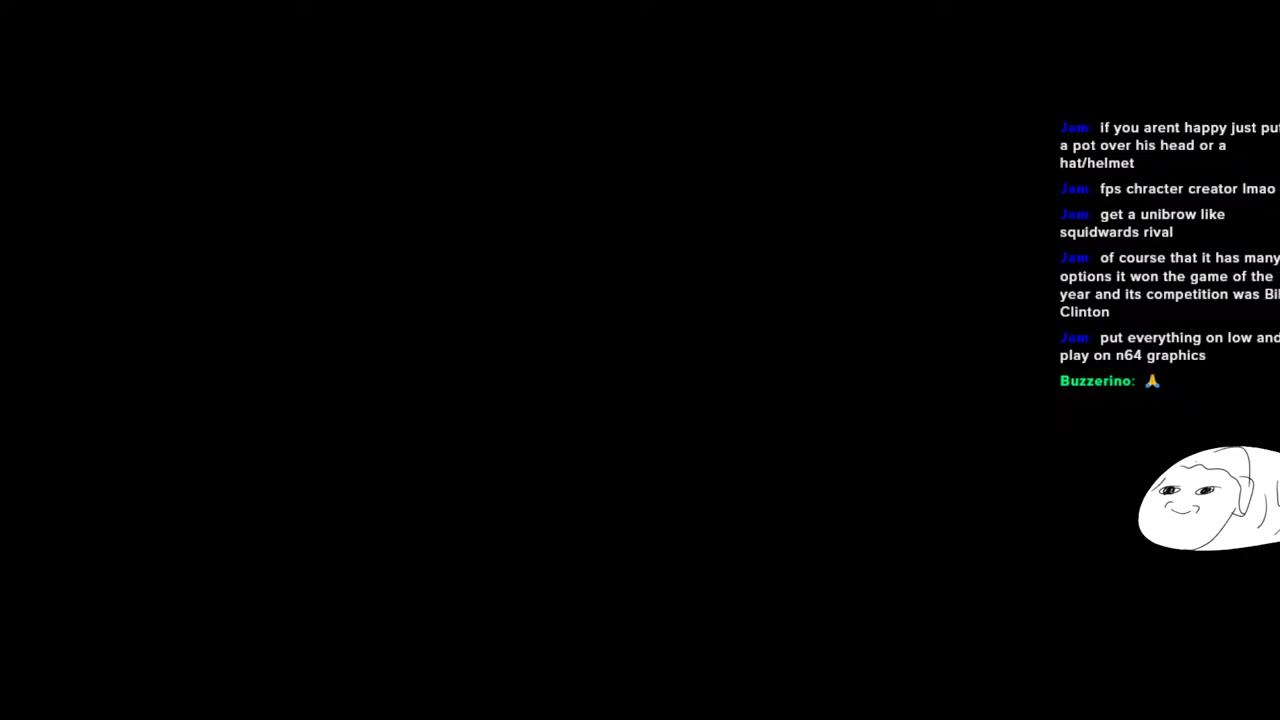 Jam if you arent happy just put
a pot over his head or a
hat/helmet
Jam fps chracter creator lmao
Jam get a unibrow like
squidwards rival
Jam of course that it has many
options it won the game of the
year and its competition was Bil
Clinton
Jam put everything on low and
play on n64 graphics
Buzzerino: 🙏